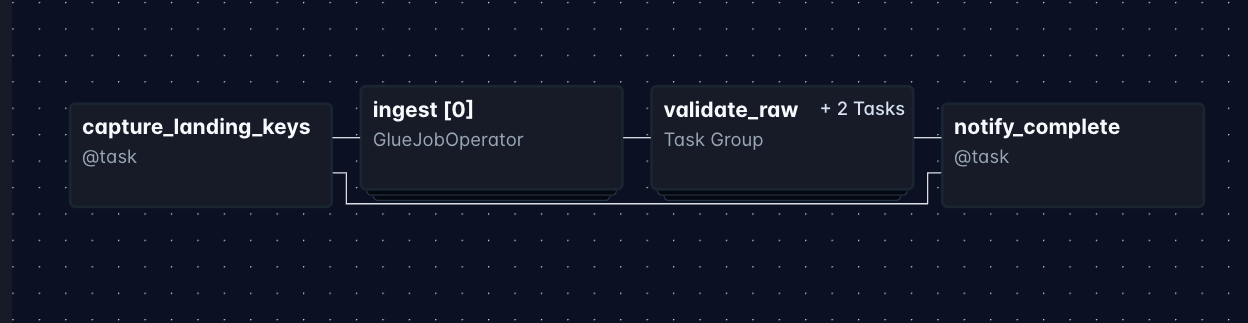 capture_landing_keys
@task
ingest [0]
GlueJobOperator
validate_raw + 2 Tasks
Task Group
notify_complete
@task